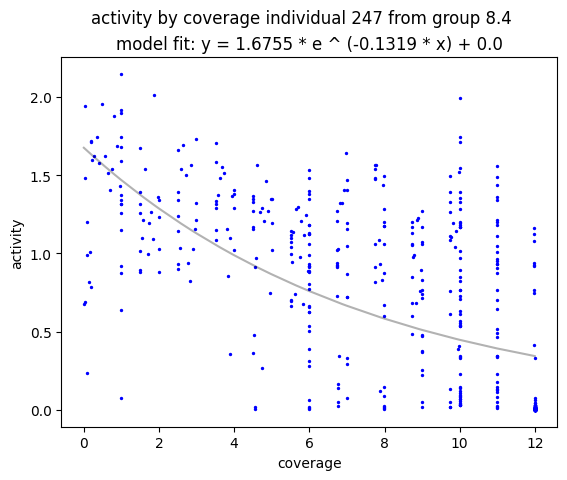 activity by coverage individual 247 from group 8.4
model fit: y = 1.6755 * e ^ (-0.1319 * x) + 0.0
2.0
1.5
1.0
0.5
0.0
activity
0 2 4 6 8 10 12
coverage